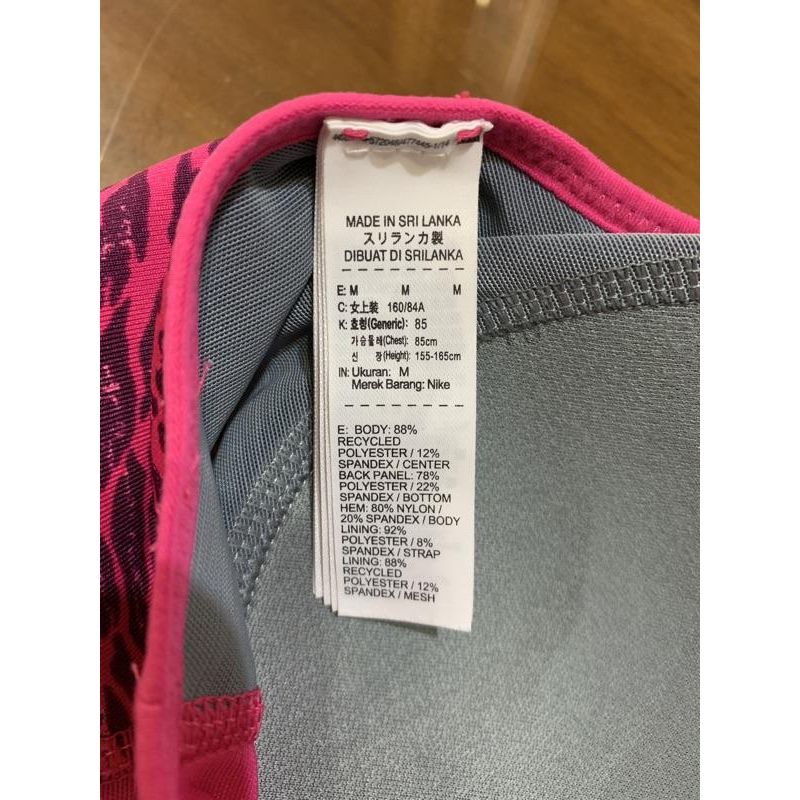 MADE IN SRI LANKA
スリランカ製
DIBUAT DI SRILANKA
E: M M M
C: 女上装 160/84A
K: 호칭(Generic): 85
가슴둘레(Chest): 85cm
신 장(Height): 155-165cm
IN: Ukuran: M
Merek Barang: Nike
E: BODY: 88%
RECYCLED
POLYESTER / 12%
SPANDEX / CENTER
BACK PANEL: 78%
POLYESTER / 22%
SPANDEX / BOTTOM
HEM: 80% NYLON /
20% SPANDEX / BODY
LINING: 92%
POLYESTER / 8%
SPANDEX / STRAP
LINING: 88%
RECYCLED
POLYESTER / 12%
SPANDEX / MESH